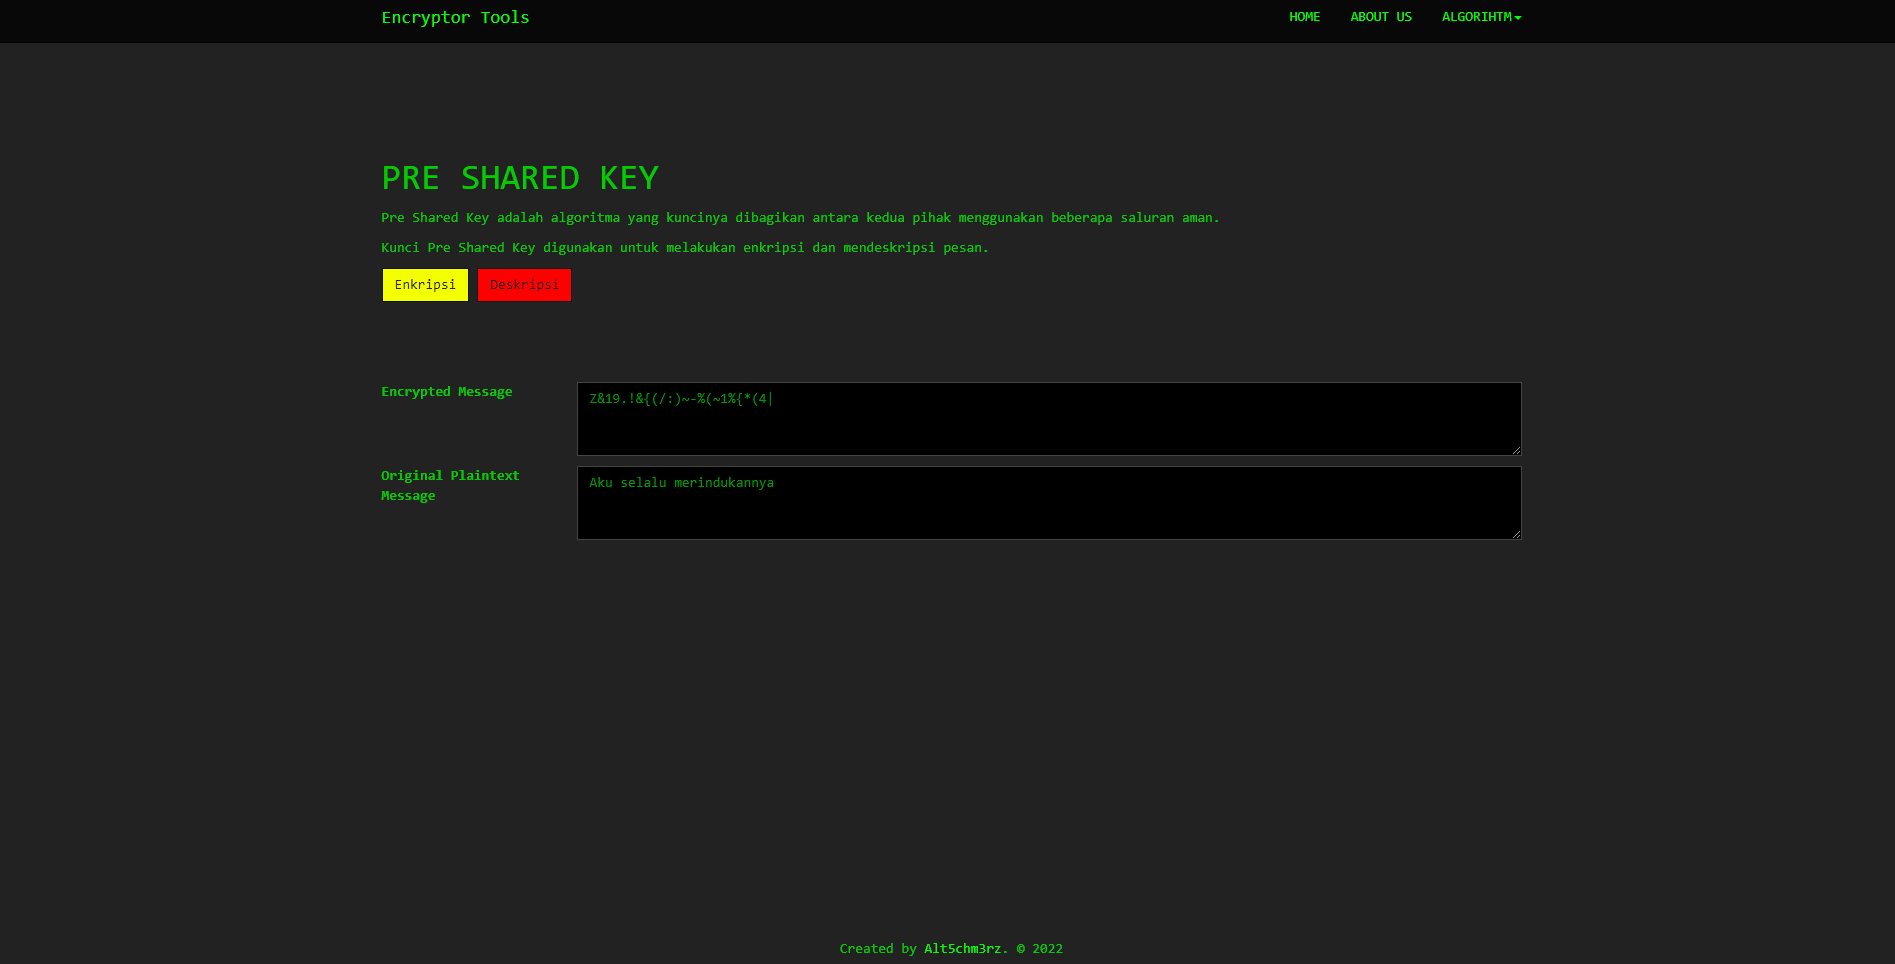 Encryptor Tools
HOME ABOUT US ALGORIHTM
PRE SHARED KEY
Pre Shared Key adalah algoritma yang kuncinya dibagikan antara kedua pihak menggunakan beberapa saluran aman.
Kunci Pre Shared Key digunakan untuk melakukan enkripsi dan mendeskripsi pesan.
Enkripsi Deskripsi
Encrypted Message
Z&19.!&{(/:)~-%(~1%{*(4|
Original Plaintext
Message
Aku selalu merindukannya
Created by Alt5chm3rz. © 2022